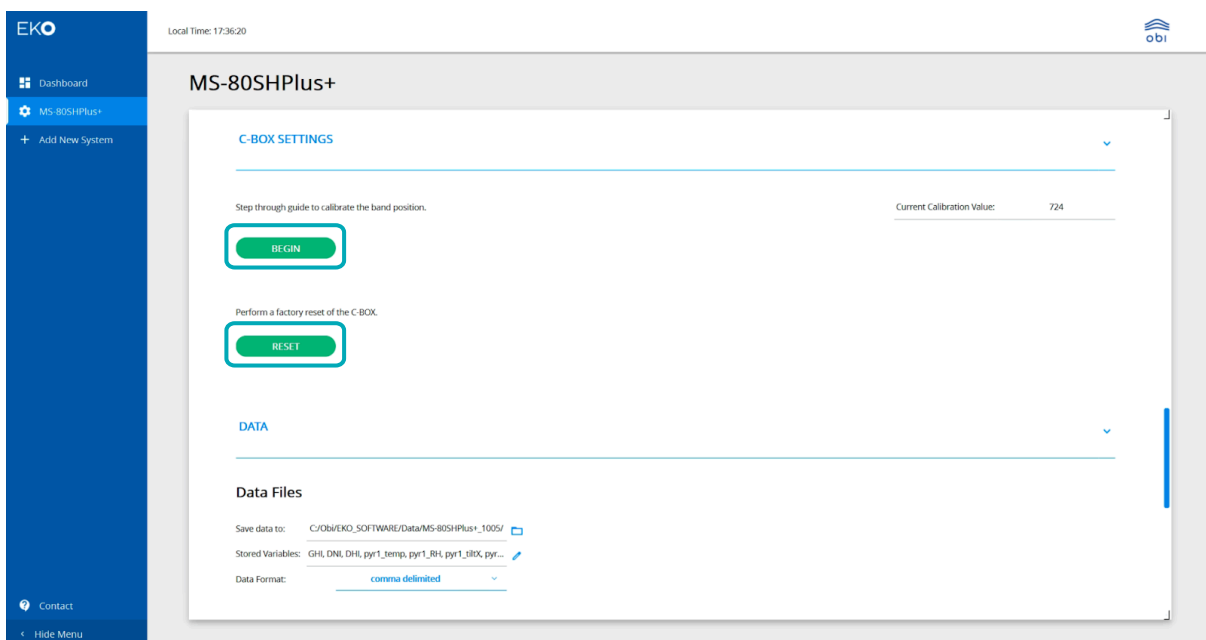 EKO
Local Time: 17:36:20
obi
Dashboard
MS-80SHPlus+
Add New System
MS-80SHPlus+
C-BOX SETTINGS
Step through guide to calibrate the band position.
Current Calibration Value: 724
BEGIN
Perform a factory reset of the C-BOX.
RESET
DATA
Data Files
Save data to: C:/Obi/EKO_SOFTWARE/Data/MS-80SHPlus+_1005/
Stored Variables: GHI, DNI, DHI, pyr1_temp, pyr1_RH, pyr1_tiltX, pyr...
Data Format: comma delimited
Contact
Hide Menu